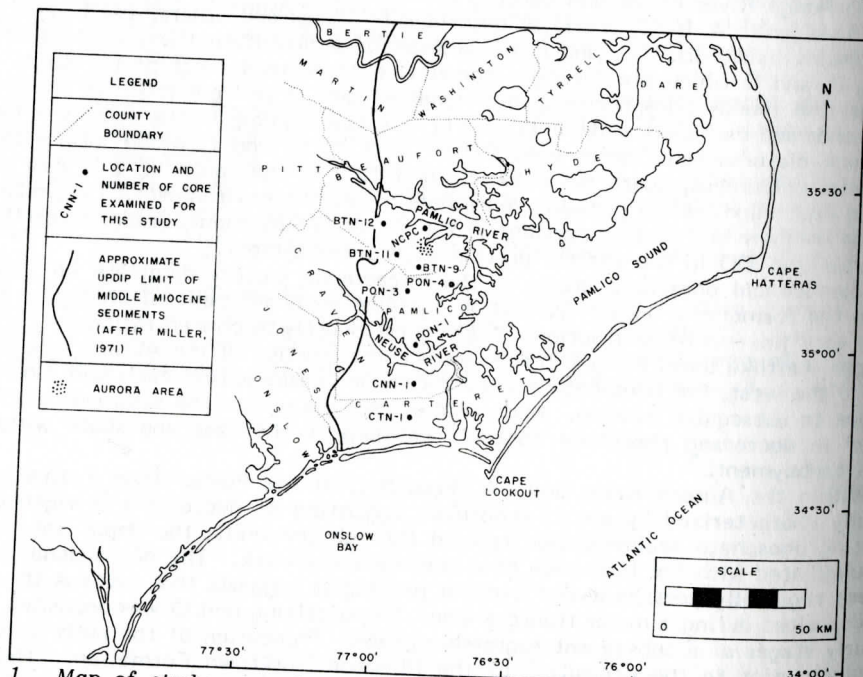 BERTIE
MARTIN
WASHINGTON
TYRRELL
DARE
N
PITT
BEAUFORT
HYDE
LEGEND
COUNTY
BOUNDARY
CNN-1
LOCATION AND
NUMBER OF CORE
EXAMINED FOR
THIS STUDY
APPROXIMATE
UPDIP LIMIT OF
MIDDLE MIOCENE
SEDIMENTS
(AFTER MILLER,
1971)
AURORA AREA
35°30'
BTN-12
NCPC
PAMLICO RIVER
BTN-11
BTN-9
PON-4
PON-3
PAMLICO
PON-1
CRAVEN
JONES
ONSLOW
NEUSE
RIVER
PAMLICO SOUND
CAPE
HATTERAS
35°00'
CNN-1
CARTERET
CTN-1
CAPE
LOOKOUT
34°30'
ONSLOW
BAY
ATLANTIC OCEAN
SCALE
0 50 KM
77°30' 77°00' 76°30' 76°00' 34°00'
1. Map of